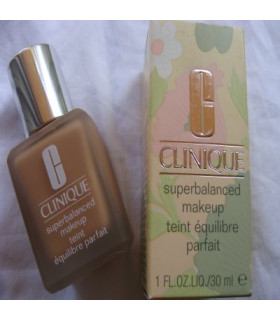 CLINIQUE
superbalanced
makeup
teint
équilibre parfait
CLINIQUE
superbalanced
makeup
teint équilibre
parfait
1 FL.OZ.LIQ./30 ml e